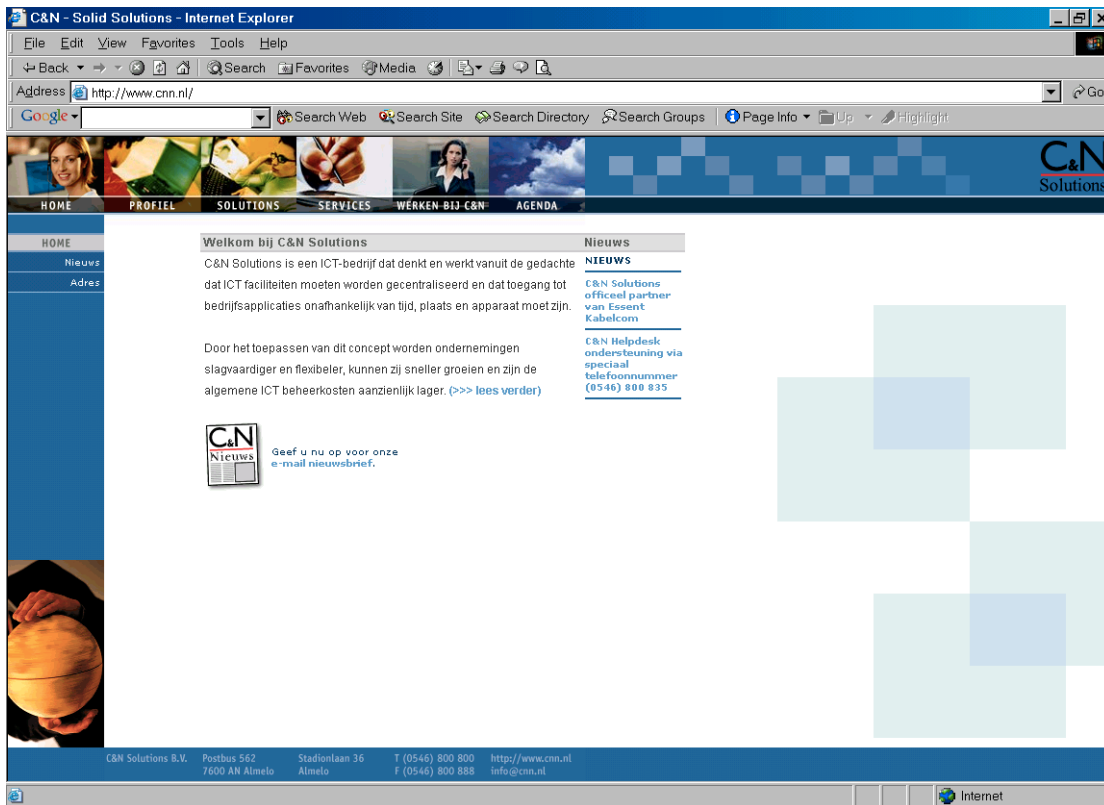 C&N - Solid Solutions - Internet Explorer
File Edit View Favorites Tools Help
Back Search Favorites Media
Address http://www.cnn.nl/ Go
Google Search Web Search Site Search Directory Search Groups Page Info Up Highlight
C&N
Solutions
HOME PROFIEL SOLUTIONS SERVICES WERKEN BIJ C&N AGENDA
HOME
Nieuws
Adres
Welkom bij C&N Solutions
C&N Solutions is een ICT-bedrijf dat denkt en werkt vanuit de gedachte
dat ICT faciliteiten moeten worden gecentraliseerd en dat toegang tot
bedrijfsapplicaties onafhankelijk van tijd, plaats en apparaat moet zijn.
Door het toepassen van dit concept worden ondernemingen
slagvaardiger en flexibeler, kunnen zij sneller groeien en zijn de
algemene ICT beheerkosten aanzienlijk lager. (>>> lees verder)
C&N
Nieuws
Geef u nu op voor onze
e-mail nieuwsbrief.
Nieuws
NIEUWS
C&N Solutions
officeel partner
van Essent
Kabelcom
C&N Helpdesk
ondersteuning via
speciaal
telefoonnummer
(0546) 800 835
C&N Solutions B.V. Postbus 562 Stadionlaan 36 T (0546) 800 800 http://www.cnn.nl
7600 AN Almelo Almelo F (0546) 800 888 info@cnn.nl
Internet